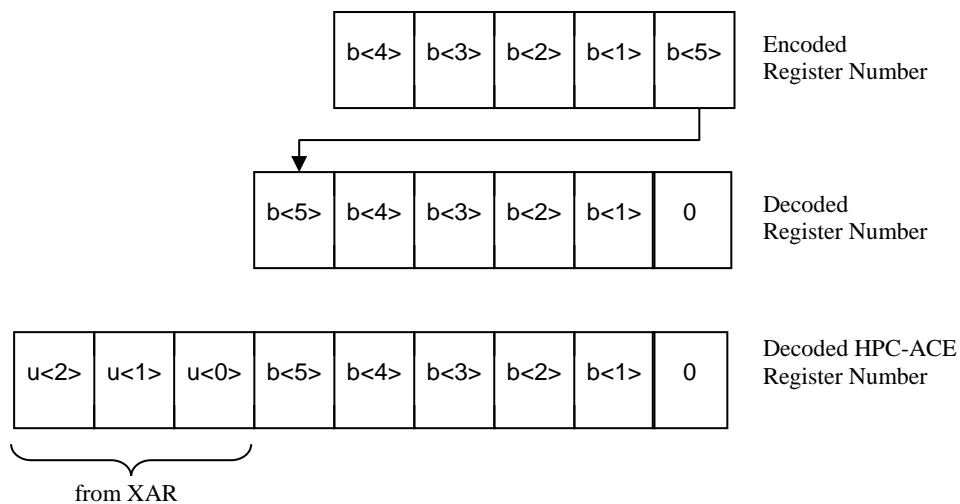 b<4> b<3> b<2> b<1> b<5>
Encoded
Register Number
b<5> b<4> b<3> b<2> b<1> 0
Decoded
Register Number
u<2> u<1> u<0> b<5> b<4> b<3> b<2> b<1> 0
Decoded HPC-ACE
Register Number
from XAR